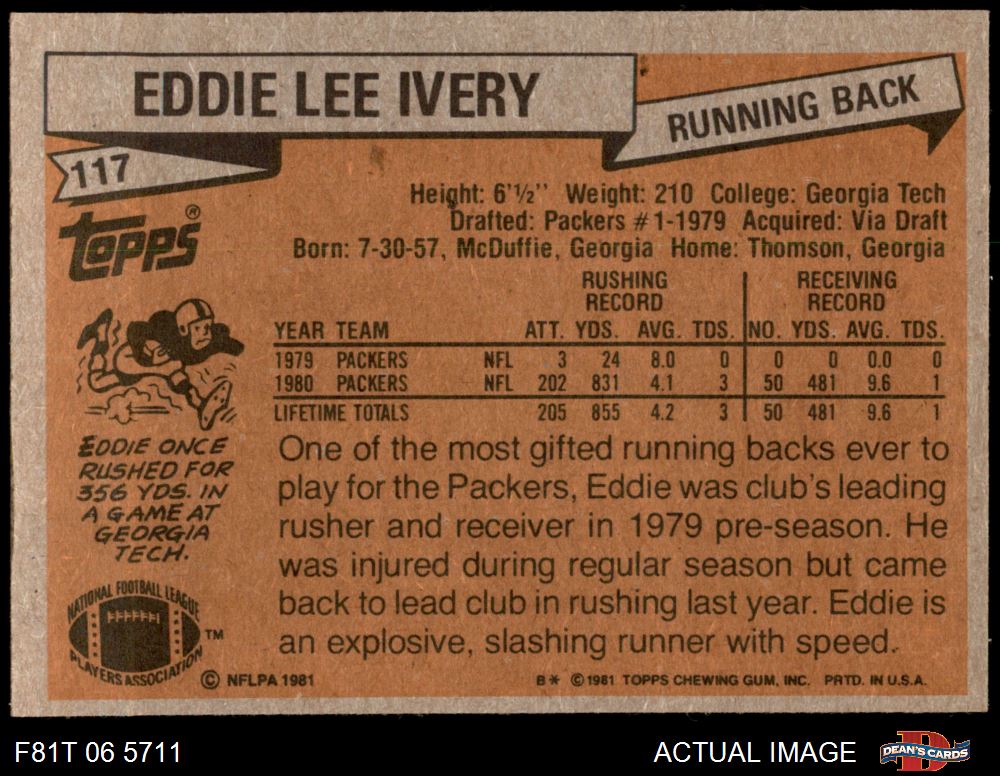 EDDIE LEE IVERY
RUNNING BACK
117
Topps®
Height: 6'½'' Weight: 210 College: Georgia Tech
Drafted: Packers #1-1979 Acquired: Via Draft
Born: 7-30-57, McDuffie, Georgia Home: Thomson, Georgia
RUSHING RECORD RECEIVING RECORD
YEAR TEAM ATT. YDS. AVG. TDS. NO. YDS. AVG. TDS.
1979 PACKERS NFL 3 24 8.0 0 0 0 0.0 0
1980 PACKERS NFL 202 831 4.1 3 50 481 9.6 1
LIFETIME TOTALS 205 855 4.2 3 50 481 9.6 1
EDDIE ONCE
RUSHED FOR
356 YDS. IN
A GAME AT
GEORGIA
TECH.
One of the most gifted running backs ever to
play for the Packers, Eddie was club's leading
rusher and receiver in 1979 pre-season. He
was injured during regular season but came
back to lead club in rushing last year. Eddie is
an explosive, slashing runner with speed.
NATIONAL FOOTBALL LEAGUE
PLAYERS ASSOCIATION
TM
© NFLPA 1981
B* © 1981 TOPPS CHEWING GUM, INC. PRTD. IN U.S.A.
F81T 06 5711
ACTUAL IMAGE
D
DEAN'S CARDS